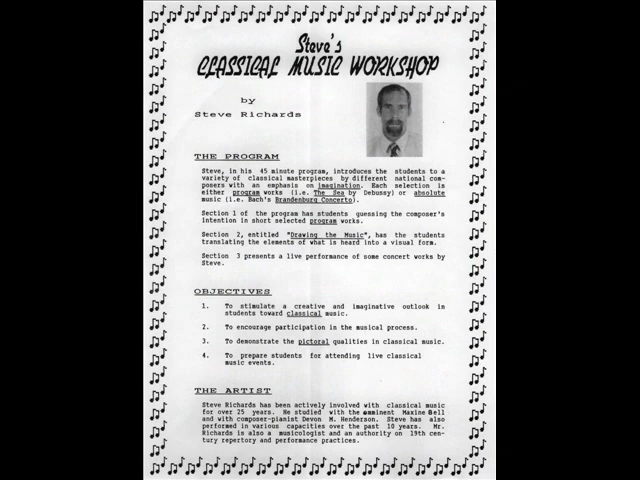 Steve's
CLASSICAL MUSIC WORKSHOP
by
Steve Richards
THE PROGRAM
Steve, in his 45 minute program, introduces the students to a
variety of classical masterpieces by different national com-
posers with an emphasis on imagination. Each selection is
either program works (i.e. The Sea by Debussy) or absolute
music (i.e. Bach's Brandenburg Concerto).
Section 1 of the program has students guessing the composer's
intention in short selected program works.
Section 2, entitled "Drawing the Music", has the students
translating the elements of what is heard into a visual form.
Section 3 presents a live performance of some concert works by
Steve.
OBJECTIVES
1. To stimulate a creative and imaginative outlook in
students toward classical music.
2. To encourage participation in the musical process.
3. To demonstrate the pictoral qualities in classical music.
4. To prepare students for attending live classical
music events.
THE ARTIST
Steve Richards has been actively involved with classical music
for over 25 years. He studied with the emminent Maxine Bell
and with composer-pianist Devon M. Henderson. Steve has also
performed in various capacities over the past 10 years. Mr.
Richards is also a musicologist and an authority on 19th cen-
tury repertory and performance practices.